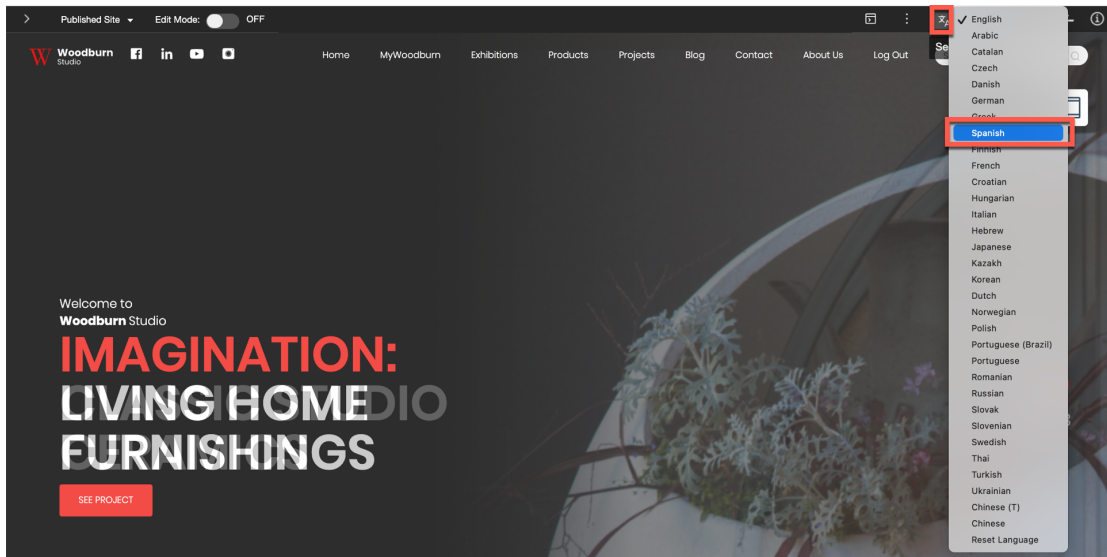 Published Site
Edit Mode:
OFF
Woodburn
Studio
Home
MyWoodburn
Exhibitions
Products
Projects
Blog
Contact
About Us
Log Out
Se
✓ English
Arabic
Catalan
Czech
Danish
German
Greek
Spanish
Finnish
French
Croatian
Hungarian
Italian
Hebrew
Japanese
Kazakh
Korean
Dutch
Norwegian
Polish
Portuguese (Brazil)
Portuguese
Romanian
Russian
Slovak
Slovenian
Swedish
Thai
Turkish
Ukrainian
Chinese (T)
Chinese
Reset Language
Welcome to
Woodburn Studio
IMAGINATION:
LIVING HOME
FURNISHINGS
SEE PROJECT